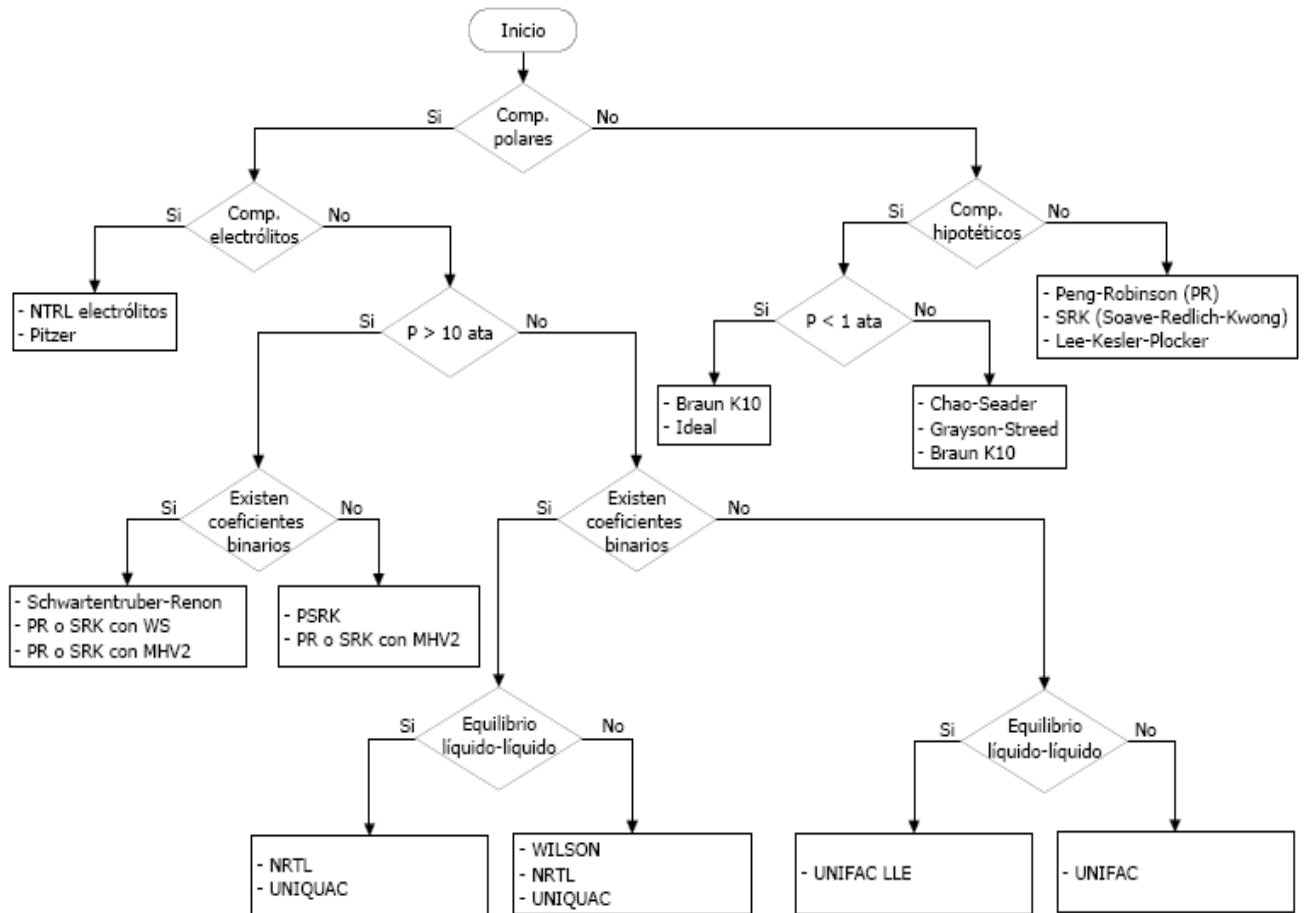 Inicio
Si
Comp.
polares
No
Si
Comp.
electrólitos
No
Si
Comp.
hipotéticos
No
- NTRL electrólitos
- Pitzer
Si
P > 10 ata
No
Si
P < 1 ata
No
- Peng-Robinson (PR)
- SRK (Soave-Redlich-Kwong)
- Lee-Kesler-Plocker
- Braun K10
- Ideal
- Chao-Seader
- Grayson-Streed
- Braun K10
Si
Existen
coeficientes
binarios
No
Si
Existen
coeficientes
binarios
No
- Schwartentruber-Renon
- PR o SRK con WS
- PR o SRK con MHV2
- PSRK
- PR o SRK con MHV2
Si
Equilibrio
líquido-líquido
No
Si
Equilibrio
líquido-líquido
No
- NRTL
- UNIQUAC
- WILSON
- NRTL
- UNIQUAC
- UNIFAC LLE
- UNIFAC